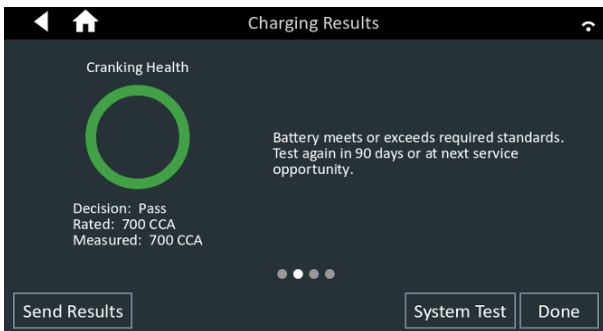 Charging Results
Cranking Health
Battery meets or exceeds required standards.
Test again in 90 days or at next service
opportunity.
Decision: Pass
Rated: 700 CCA
Measured: 700 CCA
Send Results
System Test
Done